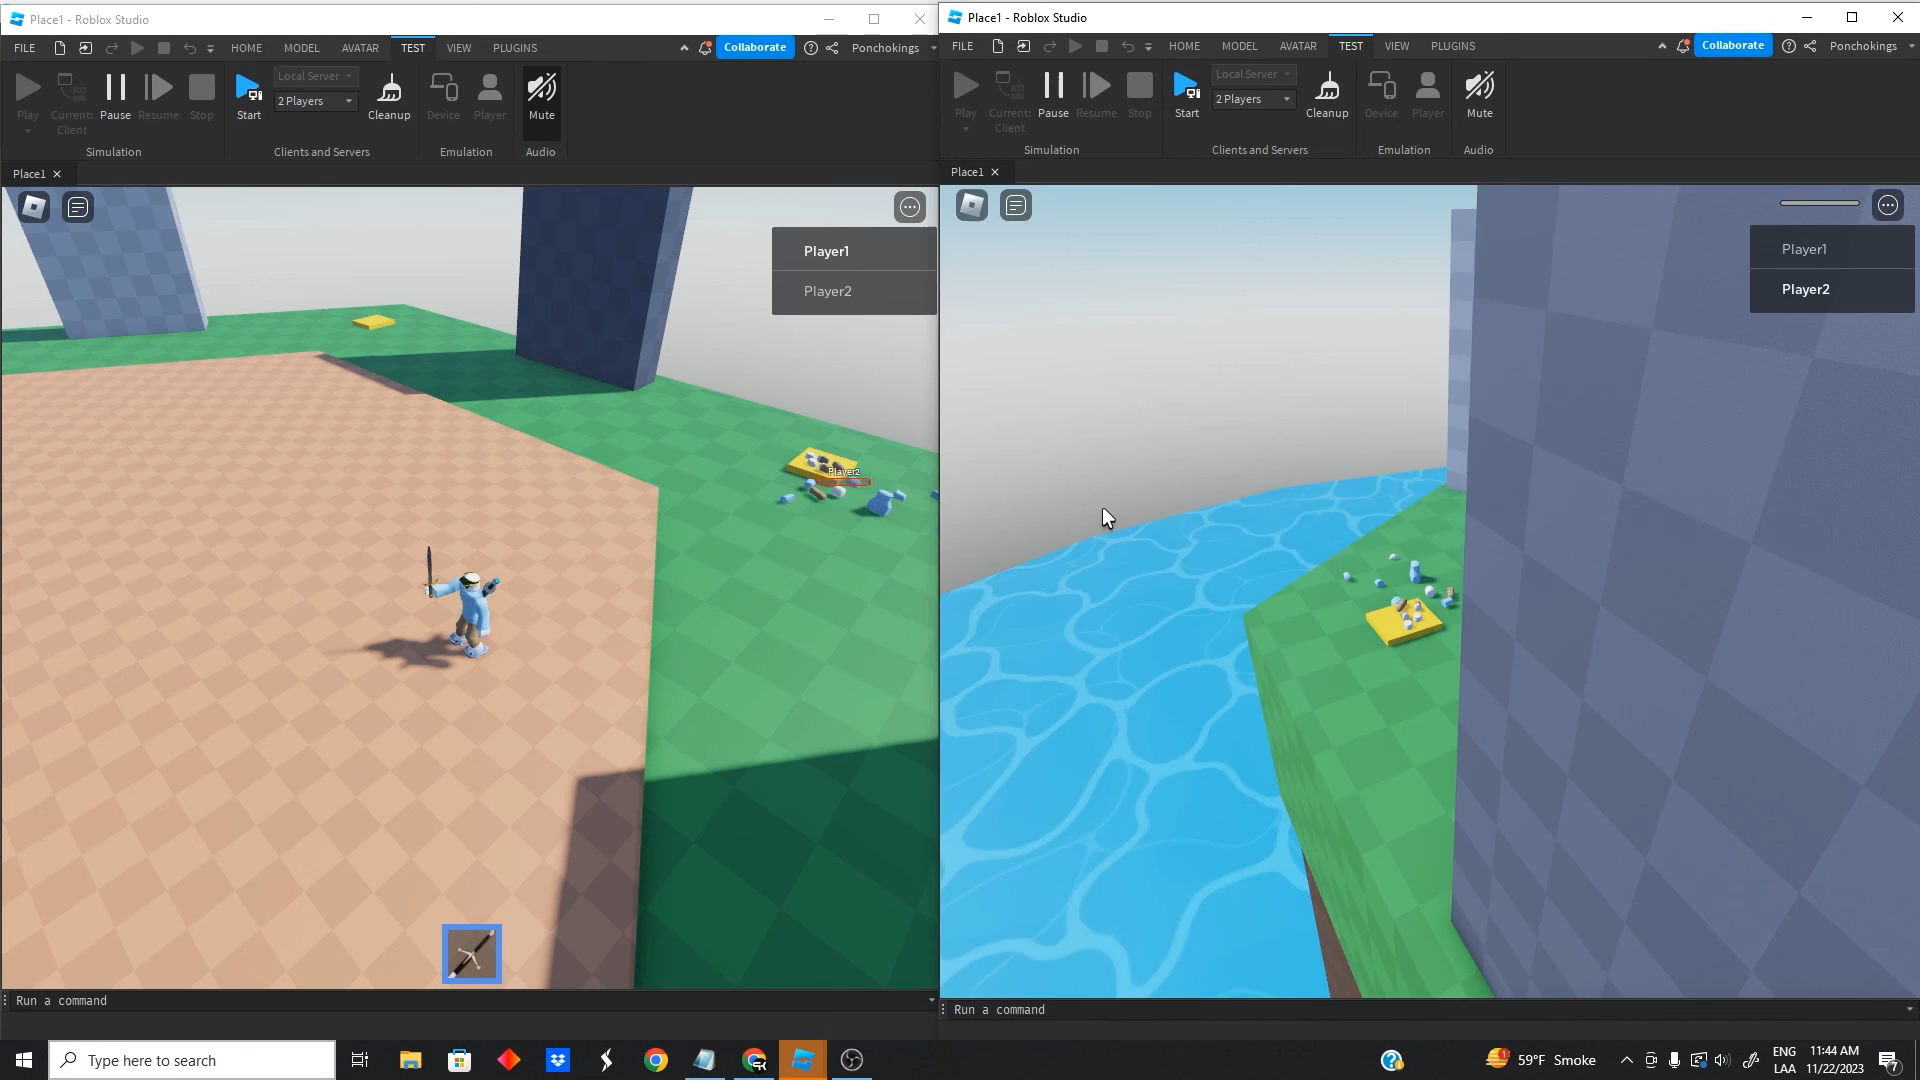 Place1 - Roblox Studio
FILE HOME MODEL AVATAR TEST VIEW PLUGINS Collaborate Ponchokings
Play Current: Client Pause Resume Stop Start Local Server 2 Players Cleanup Device Player Mute
Simulation Clients and Servers Emulation Audio
Place1
Player1
Player2
Player2
Run a command
Place1 - Roblox Studio
FILE HOME MODEL AVATAR TEST VIEW PLUGINS Collaborate Ponchokings
Play Current: Client Pause Resume Stop Start Local Server 2 Players Cleanup Device Player Mute
Simulation Clients and Servers Emulation Audio
Place1
Player1
Player2
Run a command
Type here to search
59°F Smoke
ENG
LAA
11:44 AM
11/22/2023
7